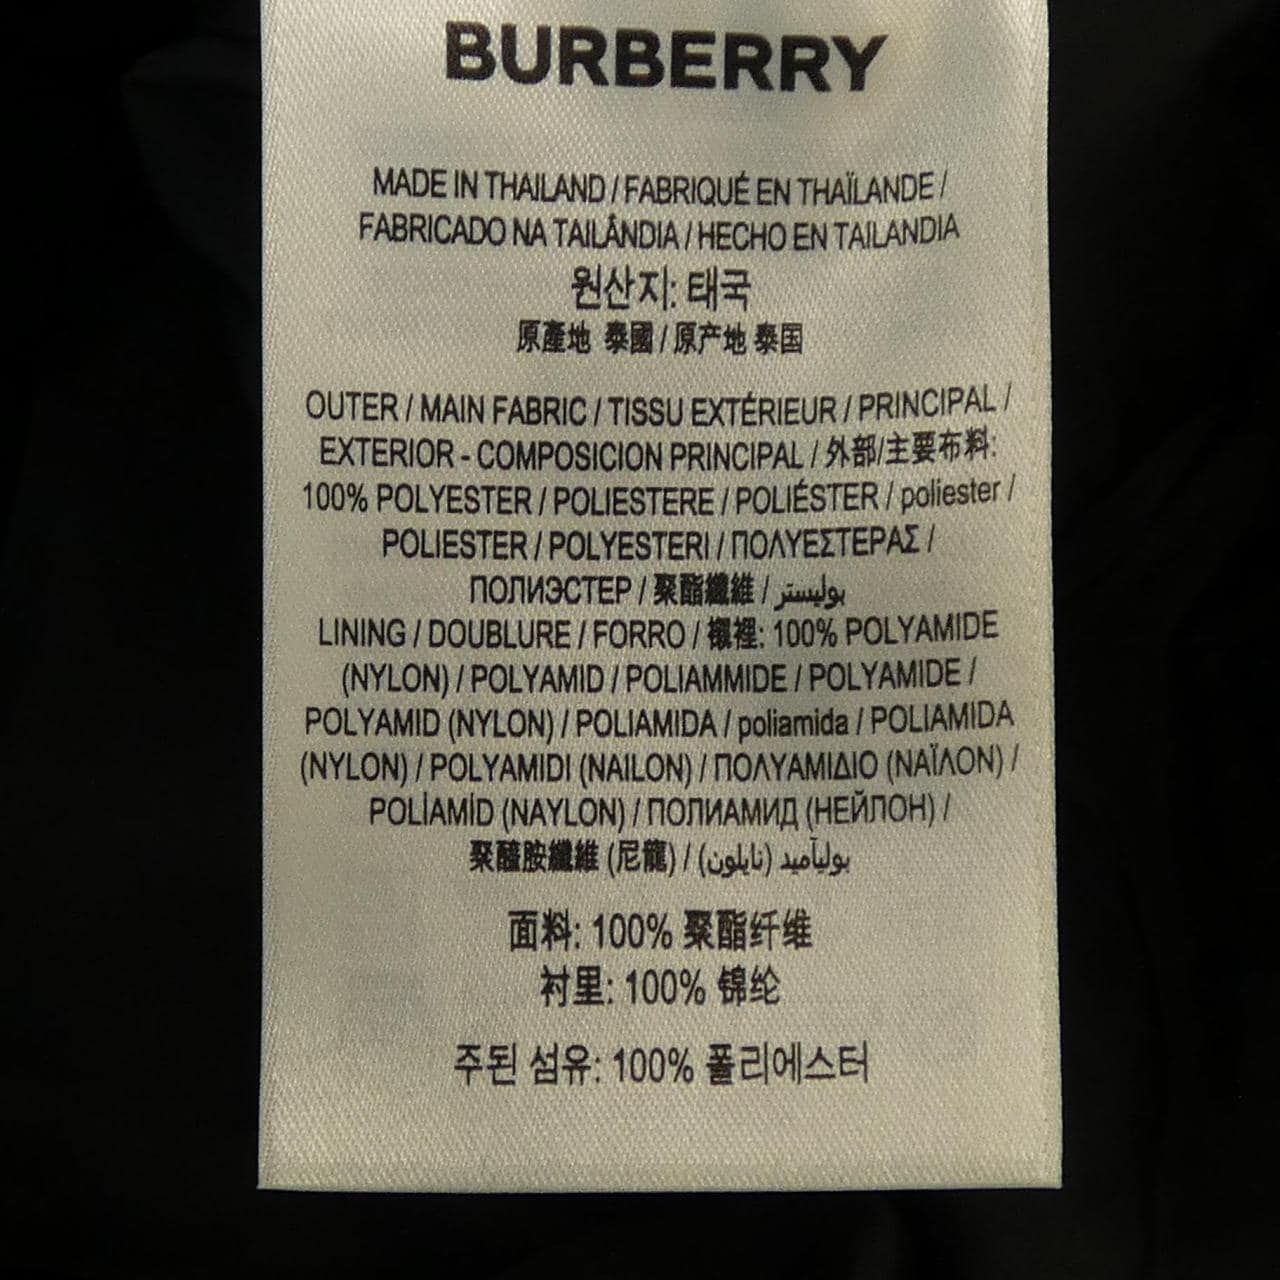 BURBERRY
MADE IN THAILAND / FABRIQUÉ EN THAÏLANDE /
FABRICADO NA TAILÂNDIA / HECHO EN TAILANDIA
원산지: 태국
原產地 泰國 / 原产地 泰国
OUTER / MAIN FABRIC / TISSU EXTÉRIEUR / PRINCIPAL /
EXTERIOR - COMPOSICION PRINCIPAL / 外部/主要布料:
100% POLYESTER / POLIESTERE / POLIÉSTER / poliester /
POLIESTER / POLYESTERI / ΠΟΛΥΕΣΤΕΡΑΣ /
ПОЛИЭСТЕР / 聚酯纖維 / بوليستر
LINING / DOUBLURE / FORRO / 襯裡: 100% POLYAMIDE
(NYLON) / POLYAMID / POLIAMMIDE / POLYAMIDE /
POLYAMID (NYLON) / POLIAMIDA / poliamida / POLIAMIDA
(NYLON) / POLYAMIDI (NAILON) / ΠΟΛΥΑΜΙΔΙΟ (ΝΑΪΛΟΝ) /
POLİAMİD (NAYLON) / ПОЛИАМИД (НЕЙЛОН) /
聚醯胺纖維 (尼龍) / بوليآميد (نايلون)
面料: 100% 聚酯纤维
衬里: 100% 锦纶
주된 섬유: 100% 폴리에스터